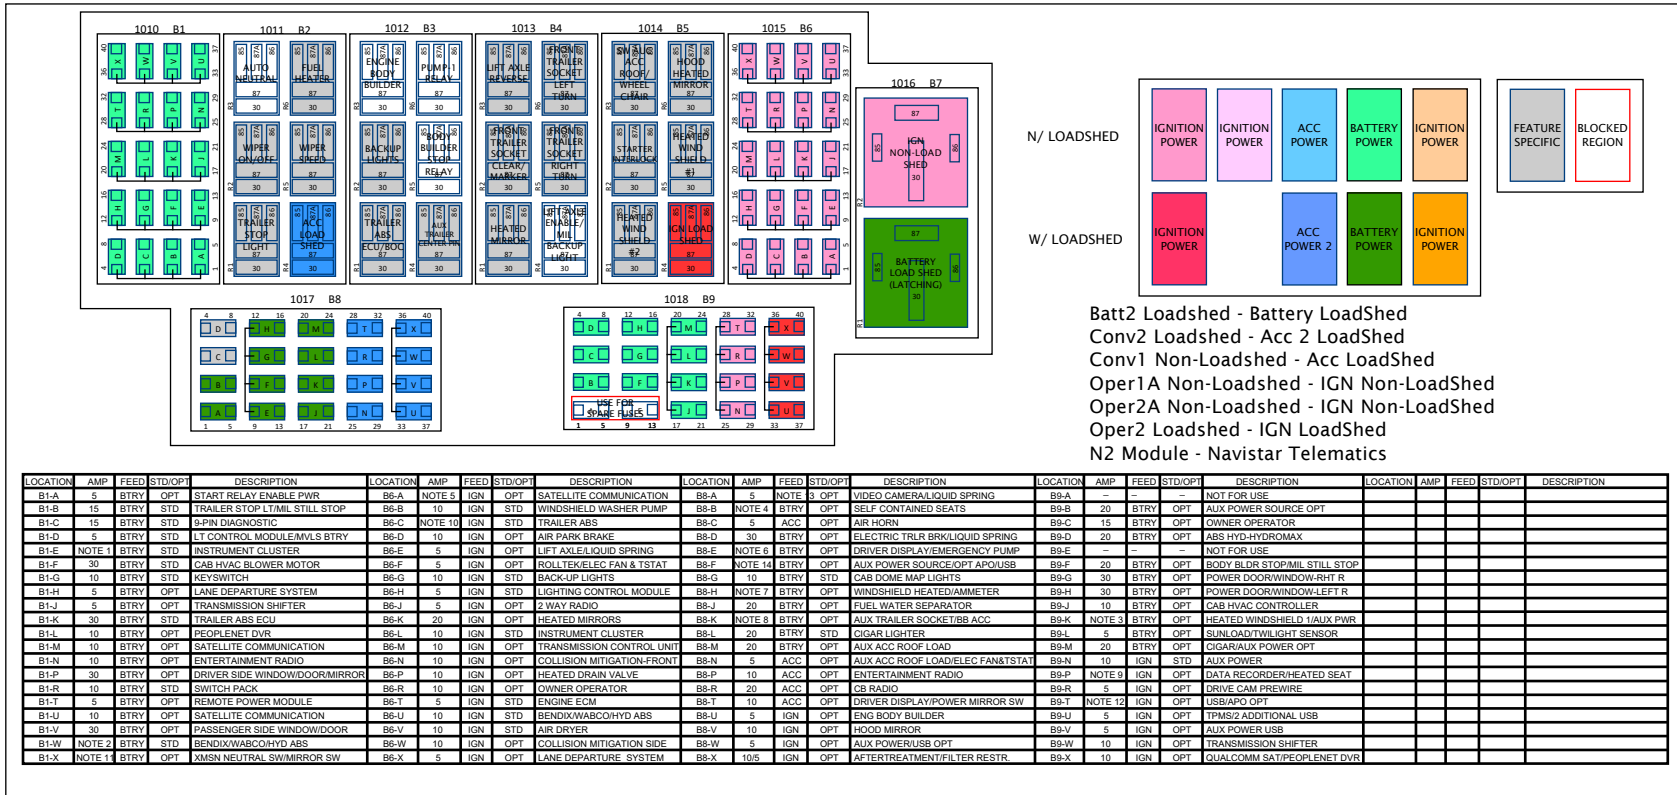 1010 B1
1011 B2
1012 B3
1013 B4
1014 B5
1015 B6
1016 B7
AUTO NEUTRAL
FUEL HEATER
ENGINE BODY BUILDER
PUMP-1 RELAY
LIFT AXLE REVERSE
FRONT TRAILER SOCKET LEFT TURN
SW AUC ACC ROOF/ WHEEL CHAIR
HOOD HEATED MIRROR
WIPER ON/OFF
WIPER SPEED
BACKUP LIGHTS
BODY BUILDER STOP RELAY
FRONT TRAILER SOCKET CLEAR/ MARKER
FRONT TRAILER SOCKET RIGHT TURN
STARTER INTERLOCK
HEATED WIND SHIELD #1
TRAILER STOP LIGHT
ACC LOAD SHED
TRAILER ABS ECU/BOC
AUX TRAILER CENTER PIN
HEATED MIRROR
LIFT AXLE ENABLE/ MIL BACKUP LIGHT
HEATED WIND SHIELD #2
IGN LOAD SHED
IGN NON-LOAD SHED
BATTERY LOAD SHED (LATCHING)
1017 B8
1018 B9
USE FOR SPARE FUSES
N/ LOADSHED
IGNITION POWER
IGNITION POWER
ACC POWER
BATTERY POWER
IGNITION POWER
FEATURE SPECIFIC
BLOCKED REGION
W/ LOADSHED
IGNITION POWER
ACC POWER 2
BATTERY POWER
IGNITION POWER
Batt2 Loadshed - Battery LoadShed
Conv2 Loadshed - Acc 2 LoadShed
Conv1 Non-Loadshed - Acc LoadShed
Oper1A Non-Loadshed - IGN Non-LoadShed
Oper2A Non-Loadshed - IGN Non-LoadShed
Oper2 Loadshed - IGN LoadShed
N2 Module - Navistar Telematics
LOCATION AMP FEED STD/OPT DESCRIPTION LOCATION AMP FEED STD/OPT DESCRIPTION LOCATION AMP FEED STD/OPT DESCRIPTION LOCATION AMP FEED STD/OPT DESCRIPTION LOCATION AMP FEED STD/OPT DESCRIPTION
B1-A 5 BTRY OPT START RELAY ENABLE PWR B6-A NOTE 5 IGN OPT SATELLITE COMMUNICATION B8-A 5 NOTE 13 OPT VIDEO CAMERA/LIQUID SPRING B9-A – – – NOT FOR USE
B1-B 15 BTRY STD TRAILER STOP LT/MIL STILL STOP B6-B 10 IGN STD WINDSHIELD WASHER PUMP B8-B NOTE 4 BTRY OPT SELF CONTAINED SEATS B9-B 20 BTRY OPT AUX POWER SOURCE OPT
B1-C 15 BTRY STD 9-PIN DIAGNOSTIC B6-C NOTE 10 IGN STD TRAILER ABS B8-C 5 ACC OPT AIR HORN B9-C 15 BTRY OPT OWNER OPERATOR
B1-D 5 BTRY STD LT CONTROL MODULE/MVLS BTRY B6-D 10 IGN OPT AIR PARK BRAKE B8-D 30 BTRY OPT ELECTRIC TRLR BRK/LIQUID SPRING B9-D 20 BTRY OPT ABS HYD-HYDROMAX
B1-E NOTE 1 BTRY STD INSTRUMENT CLUSTER B6-E 5 IGN OPT LIFT AXLE/LIQUID SPRING B8-E NOTE 6 BTRY OPT DRIVER DISPLAY/EMERGENCY PUMP B9-E – – – NOT FOR USE
B1-F 30 BTRY STD CAB HVAC BLOWER MOTOR B6-F 5 IGN OPT ROLLTEK/ELEC FAN & TSTAT B8-F NOTE 14 BTRY OPT AUX POWER SOURCE/OPT APO/USB B9-F 20 BTRY OPT BODY BLDR STOP/MIL STILL STOP
B1-G 10 BTRY STD KEYSWITCH B6-G 10 IGN STD BACK-UP LIGHTS B8-G 10 BTRY STD CAB DOME MAP LIGHTS B9-G 30 BTRY OPT POWER DOOR/WINDOW-RHT R
B1-H 5 BTRY OPT LANE DEPARTURE SYSTEM B6-H 5 IGN STD LIGHTING CONTROL MODULE B8-H NOTE 7 BTRY OPT WINDSHIELD HEATED/AMMETER B9-H 30 BTRY OPT POWER DOOR/WINDOW-LEFT R
B1-J 5 BTRY OPT TRANSMISSION SHIFTER B6-J 5 IGN OPT 2 WAY RADIO B8-J 20 BTRY OPT FUEL WATER SEPARATOR B9-J 10 BTRY OPT CAB HVAC CONTROLLER
B1-K 30 BTRY STD TRAILER ABS ECU B6-K 20 IGN OPT HEATED MIRRORS B8-K NOTE 8 BTRY OPT AUX TRAILER SOCKET/BB ACC B9-K NOTE 3 BTRY OPT HEATED WINDSHIELD 1/AUX PWR
B1-L 10 BTRY OPT PEOPLENET DVR B6-L 10 IGN STD INSTRUMENT CLUSTER B8-L 20 BTRY STD CIGAR LIGHTER B9-L 5 BTRY OPT SUNLOAD/TWILIGHT SENSOR
B1-M 10 BTRY OPT SATELLITE COMMUNICATION B6-M 10 IGN OPT TRANSMISSION CONTROL UNIT B8-M 20 BTRY OPT AUX ACC ROOF LOAD B9-M 20 BTRY OPT CIGAR/AUX POWER OPT
B1-N 10 BTRY OPT ENTERTAINMENT RADIO B6-N 10 IGN OPT COLLISION MITIGATION-FRONT B8-N 5 ACC OPT AUX ACC ROOF LOAD/ELEC FAN&TSTAT B9-N 10 IGN STD AUX POWER
B1-P 30 BTRY OPT DRIVER SIDE WINDOW/DOOR/MIRROR B6-P 10 IGN OPT HEATED DRAIN VALVE B8-P 10 ACC OPT ENTERTAINMENT RADIO B9-P NOTE 9 IGN OPT DATA RECORDER/HEATED SEAT
B1-R 10 BTRY STD SWITCH PACK B6-R 10 IGN OPT OWNER OPERATOR B8-R 20 ACC OPT CB RADIO B9-R 5 IGN OPT DRIVE CAM PREWIRE
B1-T 5 BTRY OPT REMOTE POWER MODULE B6-T 5 IGN STD ENGINE ECM B8-T 10 ACC OPT DRIVER DISPLAY/POWER MIRROR SW B9-T NOTE 12 IGN OPT USB/APO OPT
B1-U 10 BTRY OPT SATELLITE COMMUNICATION B6-U 10 IGN STD BENDIX/WABCO/HYD ABS B8-U 5 IGN OPT ENG BODY BUILDER B9-U 5 IGN OPT TPMS/2 ADDITIONAL USB
B1-V 30 BTRY OPT PASSENGER SIDE WINDOW/DOOR B6-V 10 IGN STD AIR DRYER B8-V 10 IGN OPT HOOD MIRROR B9-V 5 IGN OPT AUX POWER USB
B1-W NOTE 2 BTRY STD BENDIX/WABCO/HYD ABS B6-W 10 IGN OPT COLLISION MITIGATION SIDE B8-W 5 IGN OPT AUX POWER/USB OPT B9-W 10 IGN OPT TRANSMISSION SHIFTER
B1-X NOTE 11 BTRY OPT XMSN NEUTRAL SW/MIRROR SW B6-X 5 IGN OPT LANE DEPARTURE SYSTEM B8-X 10/5 IGN OPT AFTERTREATMENT/FILTER RESTR. B9-X 10 IGN OPT QUALCOMM SAT/PEOPLENET DVR